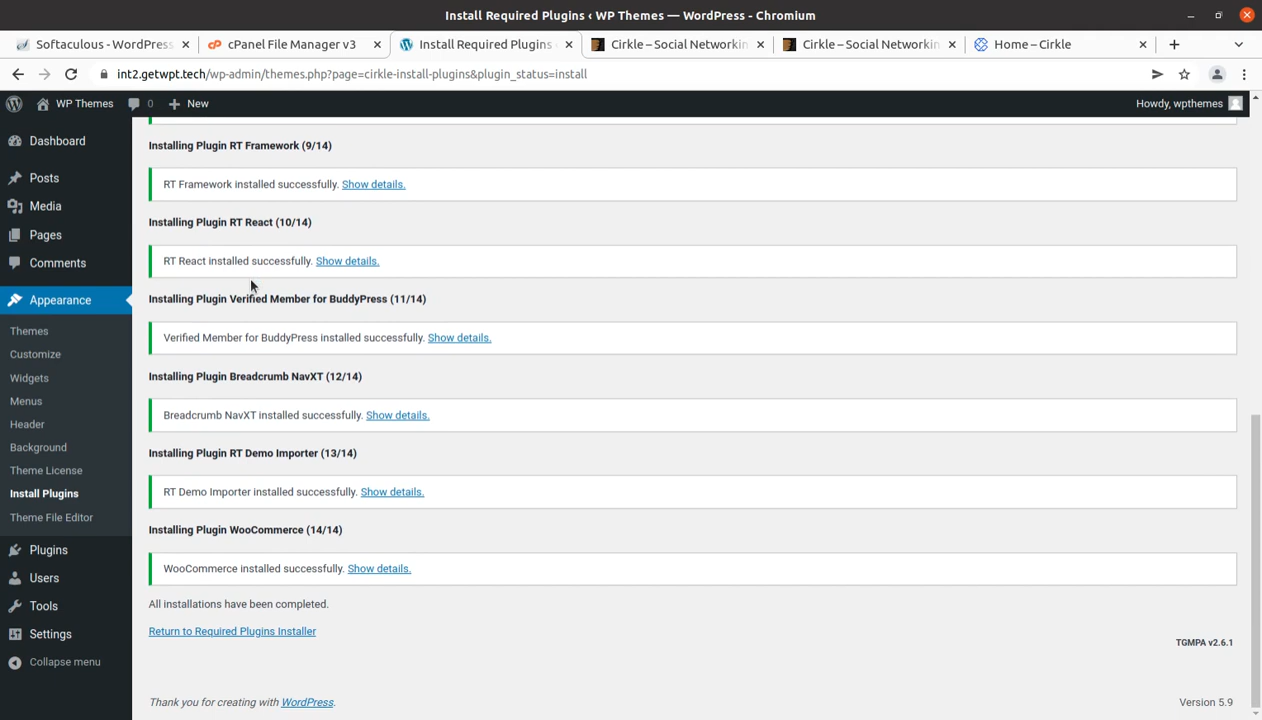 Install Required Plugins ‹ WP Themes — WordPress - Chromium
Softaculous - WordPress
cPanel File Manager v3
Install Required Plugins ‹
Cirkle – Social Networkin
Cirkle – Social Networkin
Home – Cirkle
int2.getwpt.tech/wp-admin/themes.php?page=cirkle-install-plugins&plugin_status=install
WP Themes
0
New
Howdy, wpthemes
Dashboard
Posts
Media
Pages
Comments
Appearance
Themes
Customize
Widgets
Menus
Header
Background
Theme License
Install Plugins
Theme File Editor
Plugins
Users
Tools
Settings
Collapse menu
Installing Plugin RT Framework (9/14)
RT Framework installed successfully. Show details.
Installing Plugin RT React (10/14)
RT React installed successfully. Show details.
Installing Plugin Verified Member for BuddyPress (11/14)
Verified Member for BuddyPress installed successfully. Show details.
Installing Plugin Breadcrumb NavXT (12/14)
Breadcrumb NavXT installed successfully. Show details.
Installing Plugin RT Demo Importer (13/14)
RT Demo Importer installed successfully. Show details.
Installing Plugin WooCommerce (14/14)
WooCommerce installed successfully. Show details.
All installations have been completed.
Return to Required Plugins Installer
TGMPA v2.6.1
Thank you for creating with WordPress.
Version 5.9